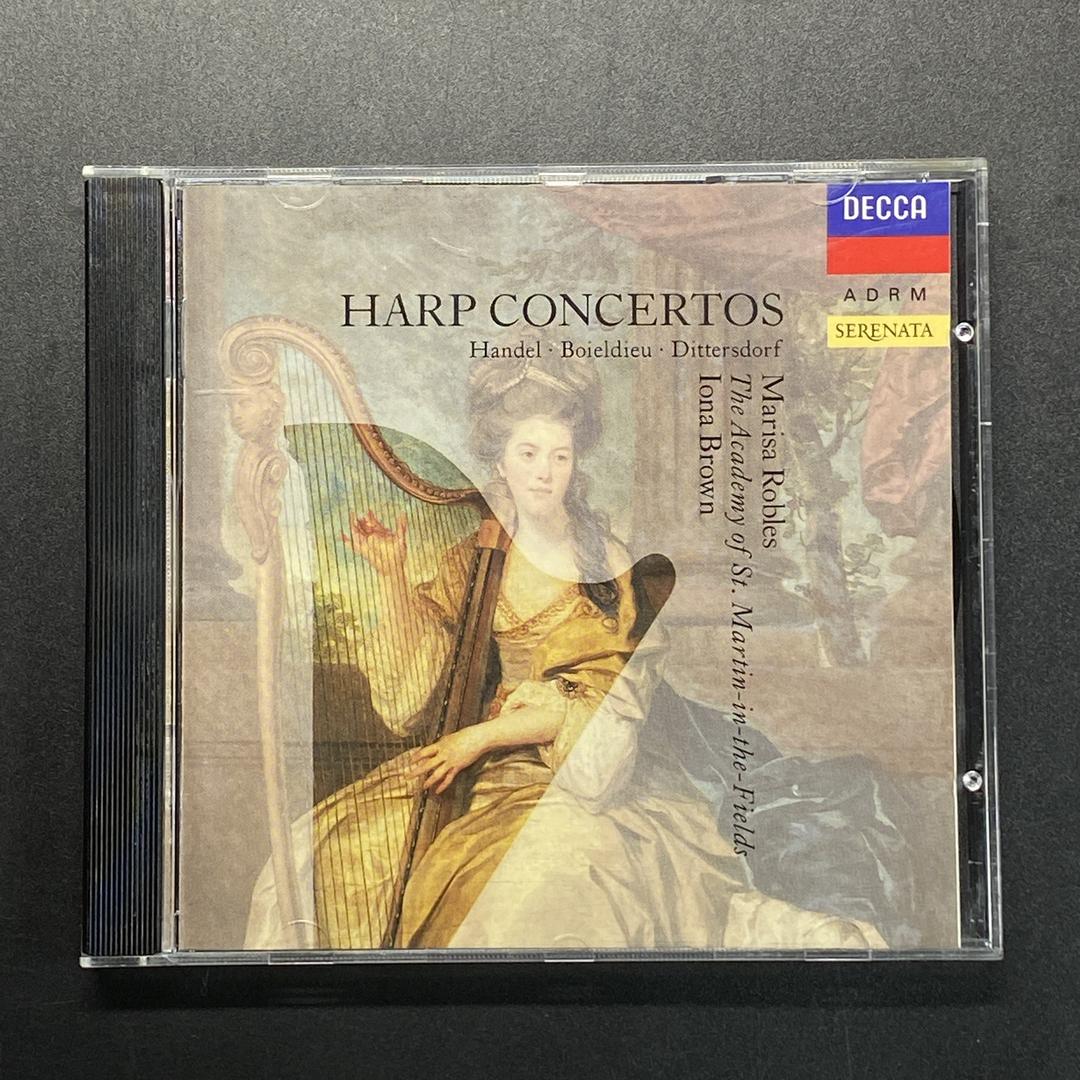 DECCA
ADRM
SERENATA
HARP CONCERTOS
Handel · Boieldieu · Dittersdorf
Marisa Robles
The Academy of St. Martin-in-the-Fields
Iona Brown